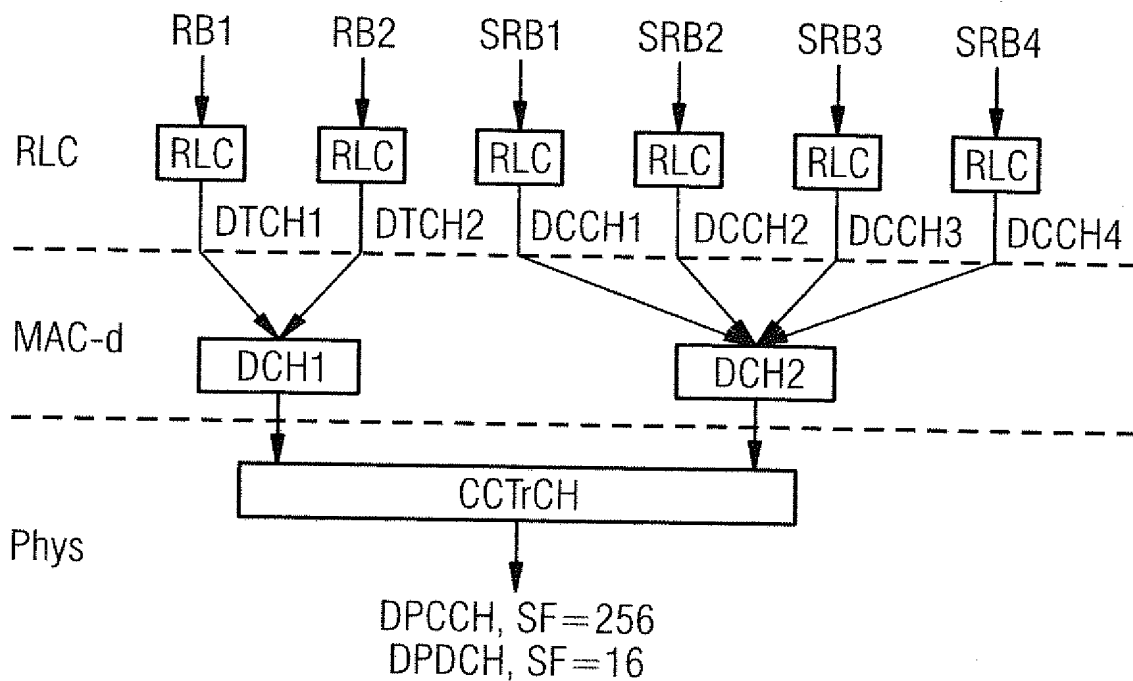 RB1 RB2 SRB1 SRB2 SRB3 SRB4
RLC RLC RLC RLC RLC RLC RLC
DTCH1 DTCH2 DCCH1 DCCH2 DCCH3 DCCH4
MAC-d
DCH1 DCH2
CCTrCH
Phys
DPCCH, SF=256
DPDCH, SF=16